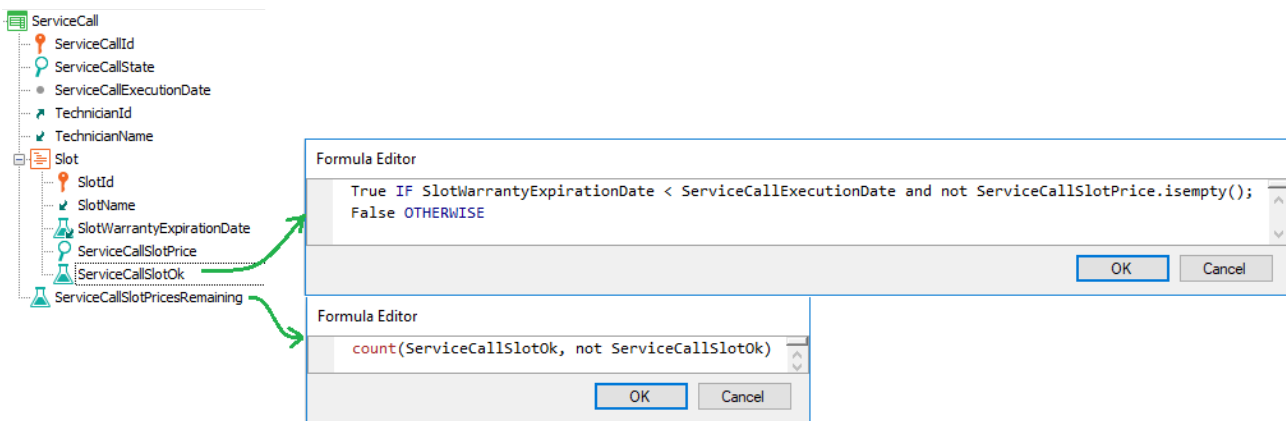 ServiceCall
ServiceCallId
ServiceCallState
ServiceCallExecutionDate
TechnicianId
TechnicianName
Slot
SlotId
SlotName
SlotWarrantyExpirationDate
ServiceCallSlotPrice
ServiceCallSlotOk
ServiceCallSlotPricesRemaining
Formula Editor
True IF SlotWarrantyExpirationDate < ServiceCallExecutionDate and not ServiceCallSlotPrice.isempty();
False OTHERWISE
OK Cancel
Formula Editor
count(ServiceCallSlotOk, not ServiceCallSlotOk)
OK Cancel